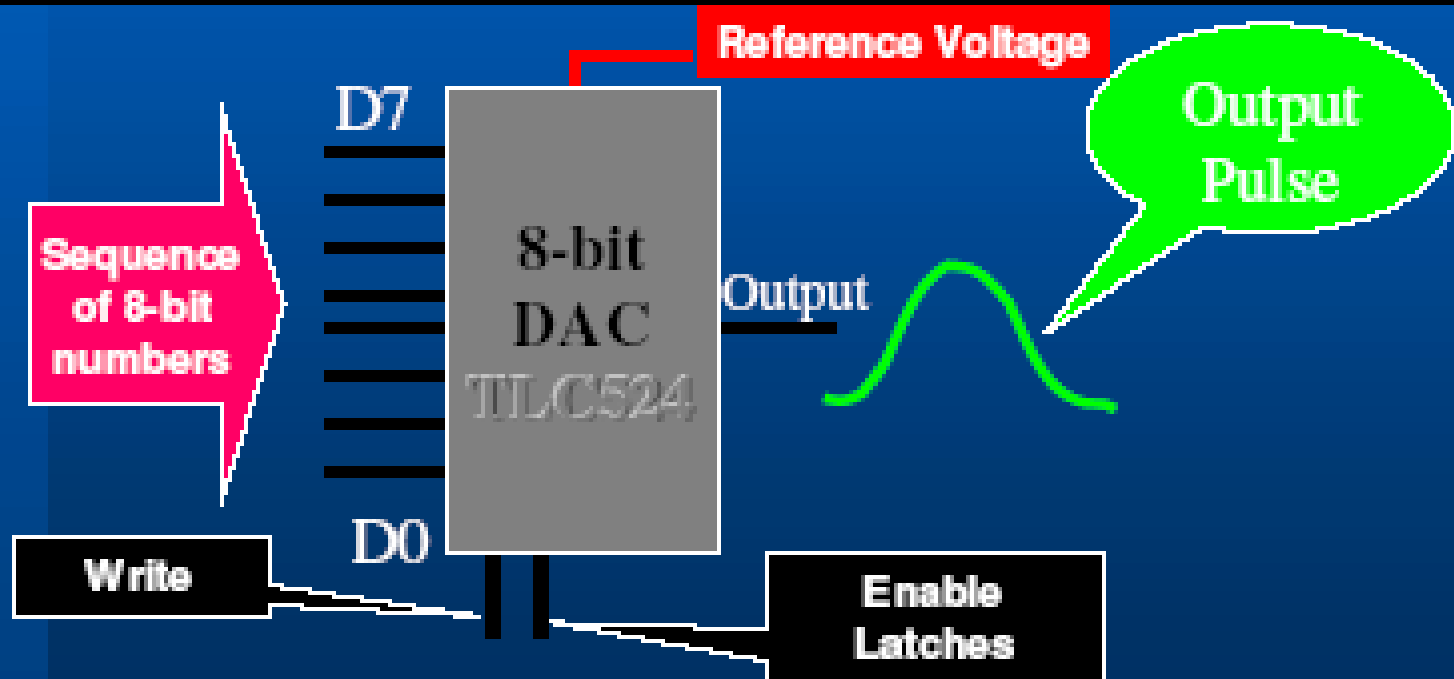 Reference Voltage
D7
Output
Pulse
Sequence
of 8-bit
numbers
8-bit
DAC
TLC524
Output
D0
Write
Enable
Latches